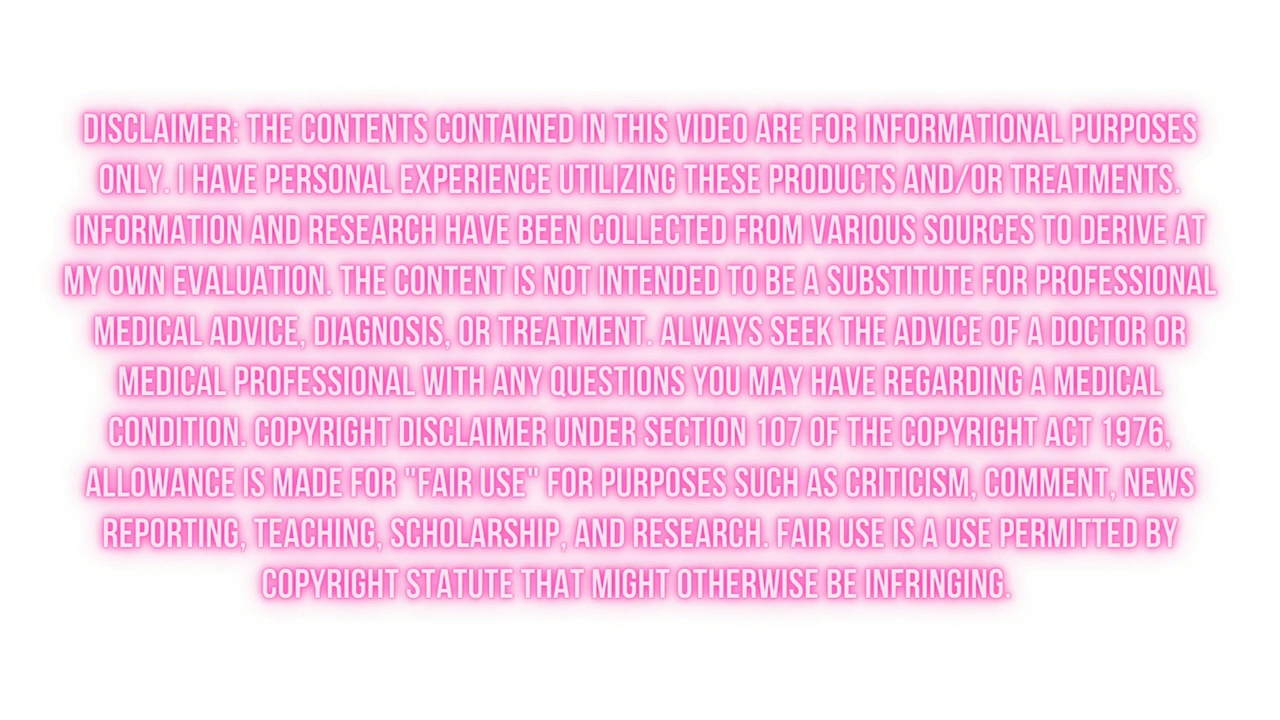 DISCLAIMER: THE CONTENTS CONTAINED IN THIS VIDEO ARE FOR INFORMATIONAL PURPOSES
ONLY. I HAVE PERSONAL EXPERIENCE UTILIZING THESE PRODUCTS AND/OR TREATMENTS.
INFORMATION AND RESEARCH HAVE BEEN COLLECTED FROM VARIOUS SOURCES TO DERIVE AT
MY OWN EVALUATION. THE CONTENT IS NOT INTENDED TO BE A SUBSTITUTE FOR PROFESSIONAL
MEDICAL ADVICE, DIAGNOSIS, OR TREATMENT. ALWAYS SEEK THE ADVICE OF A DOCTOR OR
MEDICAL PROFESSIONAL WITH ANY QUESTIONS YOU MAY HAVE REGARDING A MEDICAL
CONDITION. COPYRIGHT DISCLAIMER UNDER SECTION 107 OF THE COPYRIGHT ACT 1976,
ALLOWANCE IS MADE FOR "FAIR USE" FOR PURPOSES SUCH AS CRITICISM, COMMENT, NEWS
REPORTING, TEACHING, SCHOLARSHIP, AND RESEARCH. FAIR USE IS A USE PERMITTED BY
COPYRIGHT STATUTE THAT MIGHT OTHERWISE BE INFRINGING.